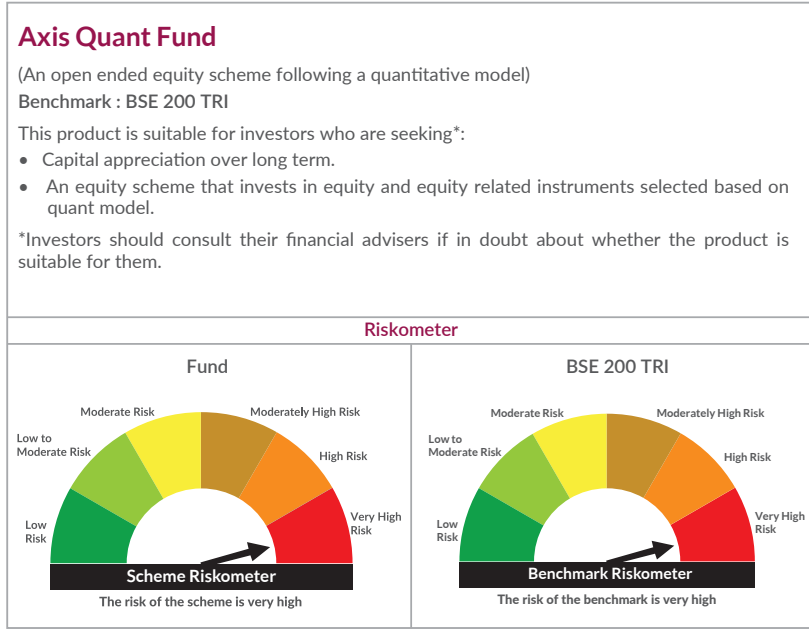 Axis Quant Fund
(An open ended equity scheme following a quantitative model)
Benchmark : BSE 200 TRI
This product is suitable for investors who are seeking*:
• Capital appreciation over long term.
• An equity scheme that invests in equity and equity related instruments selected based on
quant model.
*Investors should consult their financial advisers if in doubt about whether the product is
suitable for them.
Riskometer
Fund
Low
Risk
Low to
Moderate Risk
Moderate Risk
Moderately High Risk
High Risk
Very High
Risk
Scheme Riskometer
The risk of the scheme is very high
BSE 200 TRI
Low
Risk
Low to
Moderate Risk
Moderate Risk
Moderately High Risk
High Risk
Very High
Risk
Benchmark Riskometer
The risk of the benchmark is very high